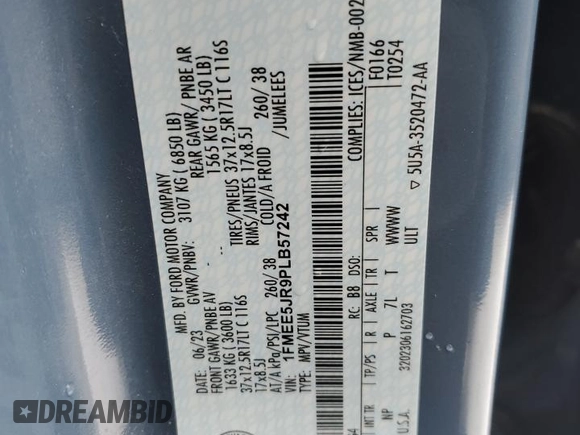 MFD. BY FORD MOTOR COMPANY
DATE: 06/23
GVWR/PNBV: 3107 KG ( 6850 LB)
FRONT GAWR/ PNBE AV
REAR GAWR/ PNBE AR
1633 KG ( 3600 LB)
1565 KG ( 3450 LB)
37x12.5R17LT C 116S
TIRES/PNEUS 37x12.5R17LT C 116S
17x8.5J
RIMS/JANTES 17x8.5J
AT/A kPa/PSI/LPC 260/ 38
COLD/A FROID 260/ 38
VIN: 1FMEE5JR9PLB57242
/JUMELEES
TYPE: MPV/VTUM
COMPLIES: ICES/NMB-002
RC: B8 DSO:
F0166
T0254
INT TR TP/PS R AXLE TR SPR
NP P 7L T WWWW
ULT
U.S.A. 3202306162703
▽ 5U5A-3520472-AA
DREAMBID